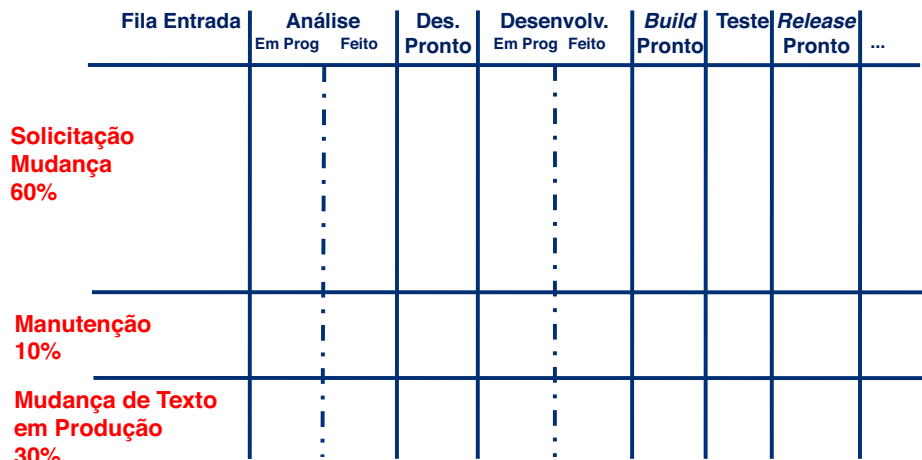 Fila Entrada
Análise
Em Prog Feito
Des.
Pronto
Desenvolv.
Em Prog Feito
Build
Pronto
Teste
Release
Pronto
...
Solicitação
Mudança
60%
Manutenção
10%
Mudança de Texto
em Produção
30%